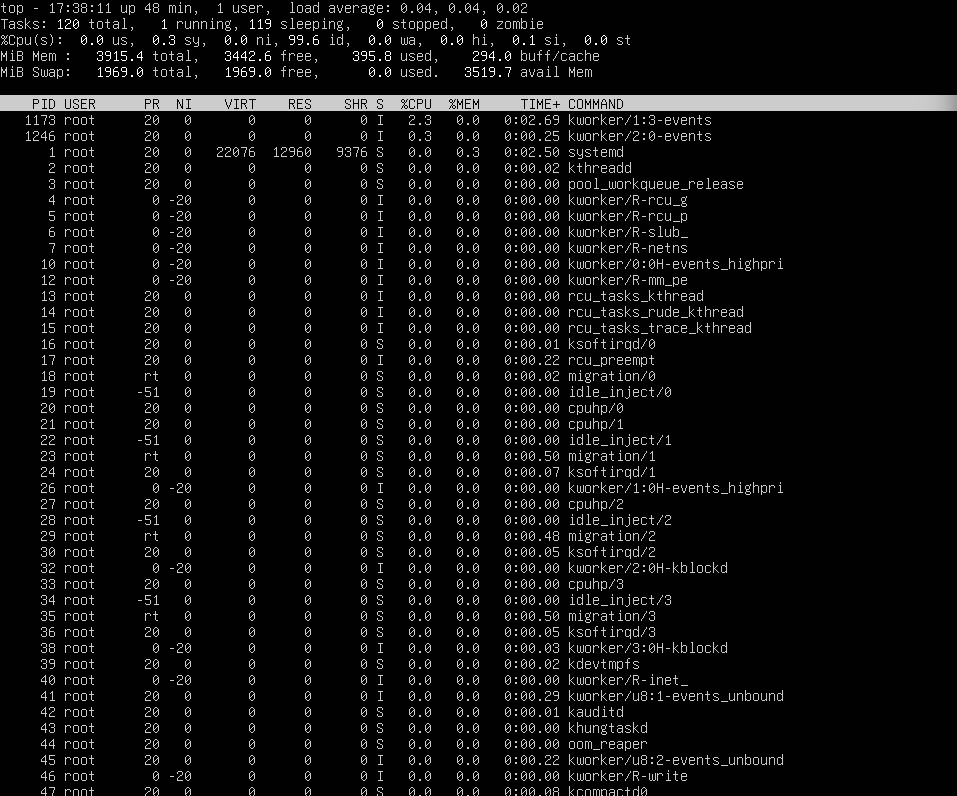 top - 17:38:11 up 48 min,  1 user,  load average: 0.04, 0.04, 0.02
Tasks: 120 total,   1 running, 119 sleeping,   0 stopped,   0 zombie
%Cpu(s):  0.0 us,  0.3 sy,  0.0 ni, 99.6 id,  0.0 wa,  0.0 hi,  0.1 si,  0.0 st
MiB Mem :   3915.4 total,   3442.6 free,    395.8 used,    294.0 buff/cache
MiB Swap:   1969.0 total,   1969.0 free,      0.0 used.   3519.7 avail Mem
PID USER      PR  NI    VIRT    RES    SHR S  %CPU  %MEM     TIME+ COMMAND
1173 root      20   0       0      0      0 I   2.3   0.0   0:02.69 kworker/1:3-events
1246 root      20   0       0      0      0 I   0.3   0.0   0:00.25 kworker/2:0-events
1 root      20   0   22076  12960   9376 S   0.0   0.3   0:02.50 systemd
2 root      20   0       0      0      0 S   0.0   0.0   0:00.02 kthreadd
3 root      20   0       0      0      0 S   0.0   0.0   0:00.00 pool_workqueue_release
4 root       0 -20       0      0      0 I   0.0   0.0   0:00.00 kworker/R-rcu_g
5 root       0 -20       0      0      0 I   0.0   0.0   0:00.00 kworker/R-rcu_p
6 root       0 -20       0      0      0 I   0.0   0.0   0:00.00 kworker/R-slub_
7 root       0 -20       0      0      0 I   0.0   0.0   0:00.00 kworker/R-netns
10 root       0 -20       0      0      0 I   0.0   0.0   0:00.00 kworker/0:0H-events_highpri
12 root       0 -20       0      0      0 I   0.0   0.0   0:00.00 kworker/R-mm_pe
13 root      20   0       0      0      0 I   0.0   0.0   0:00.00 rcu_tasks_kthread
14 root      20   0       0      0      0 I   0.0   0.0   0:00.00 rcu_tasks_rude_kthread
15 root      20   0       0      0      0 I   0.0   0.0   0:00.00 rcu_tasks_trace_kthread
16 root      20   0       0      0      0 S   0.0   0.0   0:00.01 ksoftirqd/0
17 root      20   0       0      0      0 I   0.0   0.0   0:00.22 rcu_preempt
18 root      rt   0       0      0      0 S   0.0   0.0   0:00.02 migration/0
19 root     -51   0       0      0      0 S   0.0   0.0   0:00.00 idle_inject/0
20 root      20   0       0      0      0 S   0.0   0.0   0:00.00 cpuhp/0
21 root      20   0       0      0      0 S   0.0   0.0   0:00.00 cpuhp/1
22 root     -51   0       0      0      0 S   0.0   0.0   0:00.00 idle_inject/1
23 root      rt   0       0      0      0 S   0.0   0.0   0:00.50 migration/1
24 root      20   0       0      0      0 S   0.0   0.0   0:00.07 ksoftirqd/1
26 root       0 -20       0      0      0 I   0.0   0.0   0:00.00 kworker/1:0H-events_highpri
27 root      20   0       0      0      0 S   0.0   0.0   0:00.00 cpuhp/2
28 root     -51   0       0      0      0 S   0.0   0.0   0:00.00 idle_inject/2
29 root      rt   0       0      0      0 S   0.0   0.0   0:00.48 migration/2
30 root      20   0       0      0      0 S   0.0   0.0   0:00.05 ksoftirqd/2
32 root       0 -20       0      0      0 I   0.0   0.0   0:00.00 kworker/2:0H-kblockd
33 root      20   0       0      0      0 S   0.0   0.0   0:00.00 cpuhp/3
34 root     -51   0       0      0      0 S   0.0   0.0   0:00.00 idle_inject/3
35 root      rt   0       0      0      0 S   0.0   0.0   0:00.50 migration/3
36 root      20   0       0      0      0 S   0.0   0.0   0:00.05 ksoftirqd/3
38 root       0 -20       0      0      0 I   0.0   0.0   0:00.03 kworker/3:0H-kblockd
39 root      20   0       0      0      0 S   0.0   0.0   0:00.02 kdevtmpfs
40 root       0 -20       0      0      0 I   0.0   0.0   0:00.00 kworker/R-inet_
41 root      20   0       0      0      0 I   0.0   0.0   0:00.29 kworker/u8:1-events_unbound
42 root      20   0       0      0      0 S   0.0   0.0   0:00.01 kauditd
43 root      20   0       0      0      0 S   0.0   0.0   0:00.00 khungtaskd
44 root      20   0       0      0      0 S   0.0   0.0   0:00.00 oom_reaper
45 root      20   0       0      0      0 I   0.0   0.0   0:00.22 kworker/u8:2-events_unbound
46 root       0 -20       0      0      0 I   0.0   0.0   0:00.00 kworker/R-write
47 root      20   0       0      0      0 S   0.0   0.0   0:00.08 kcompactd0